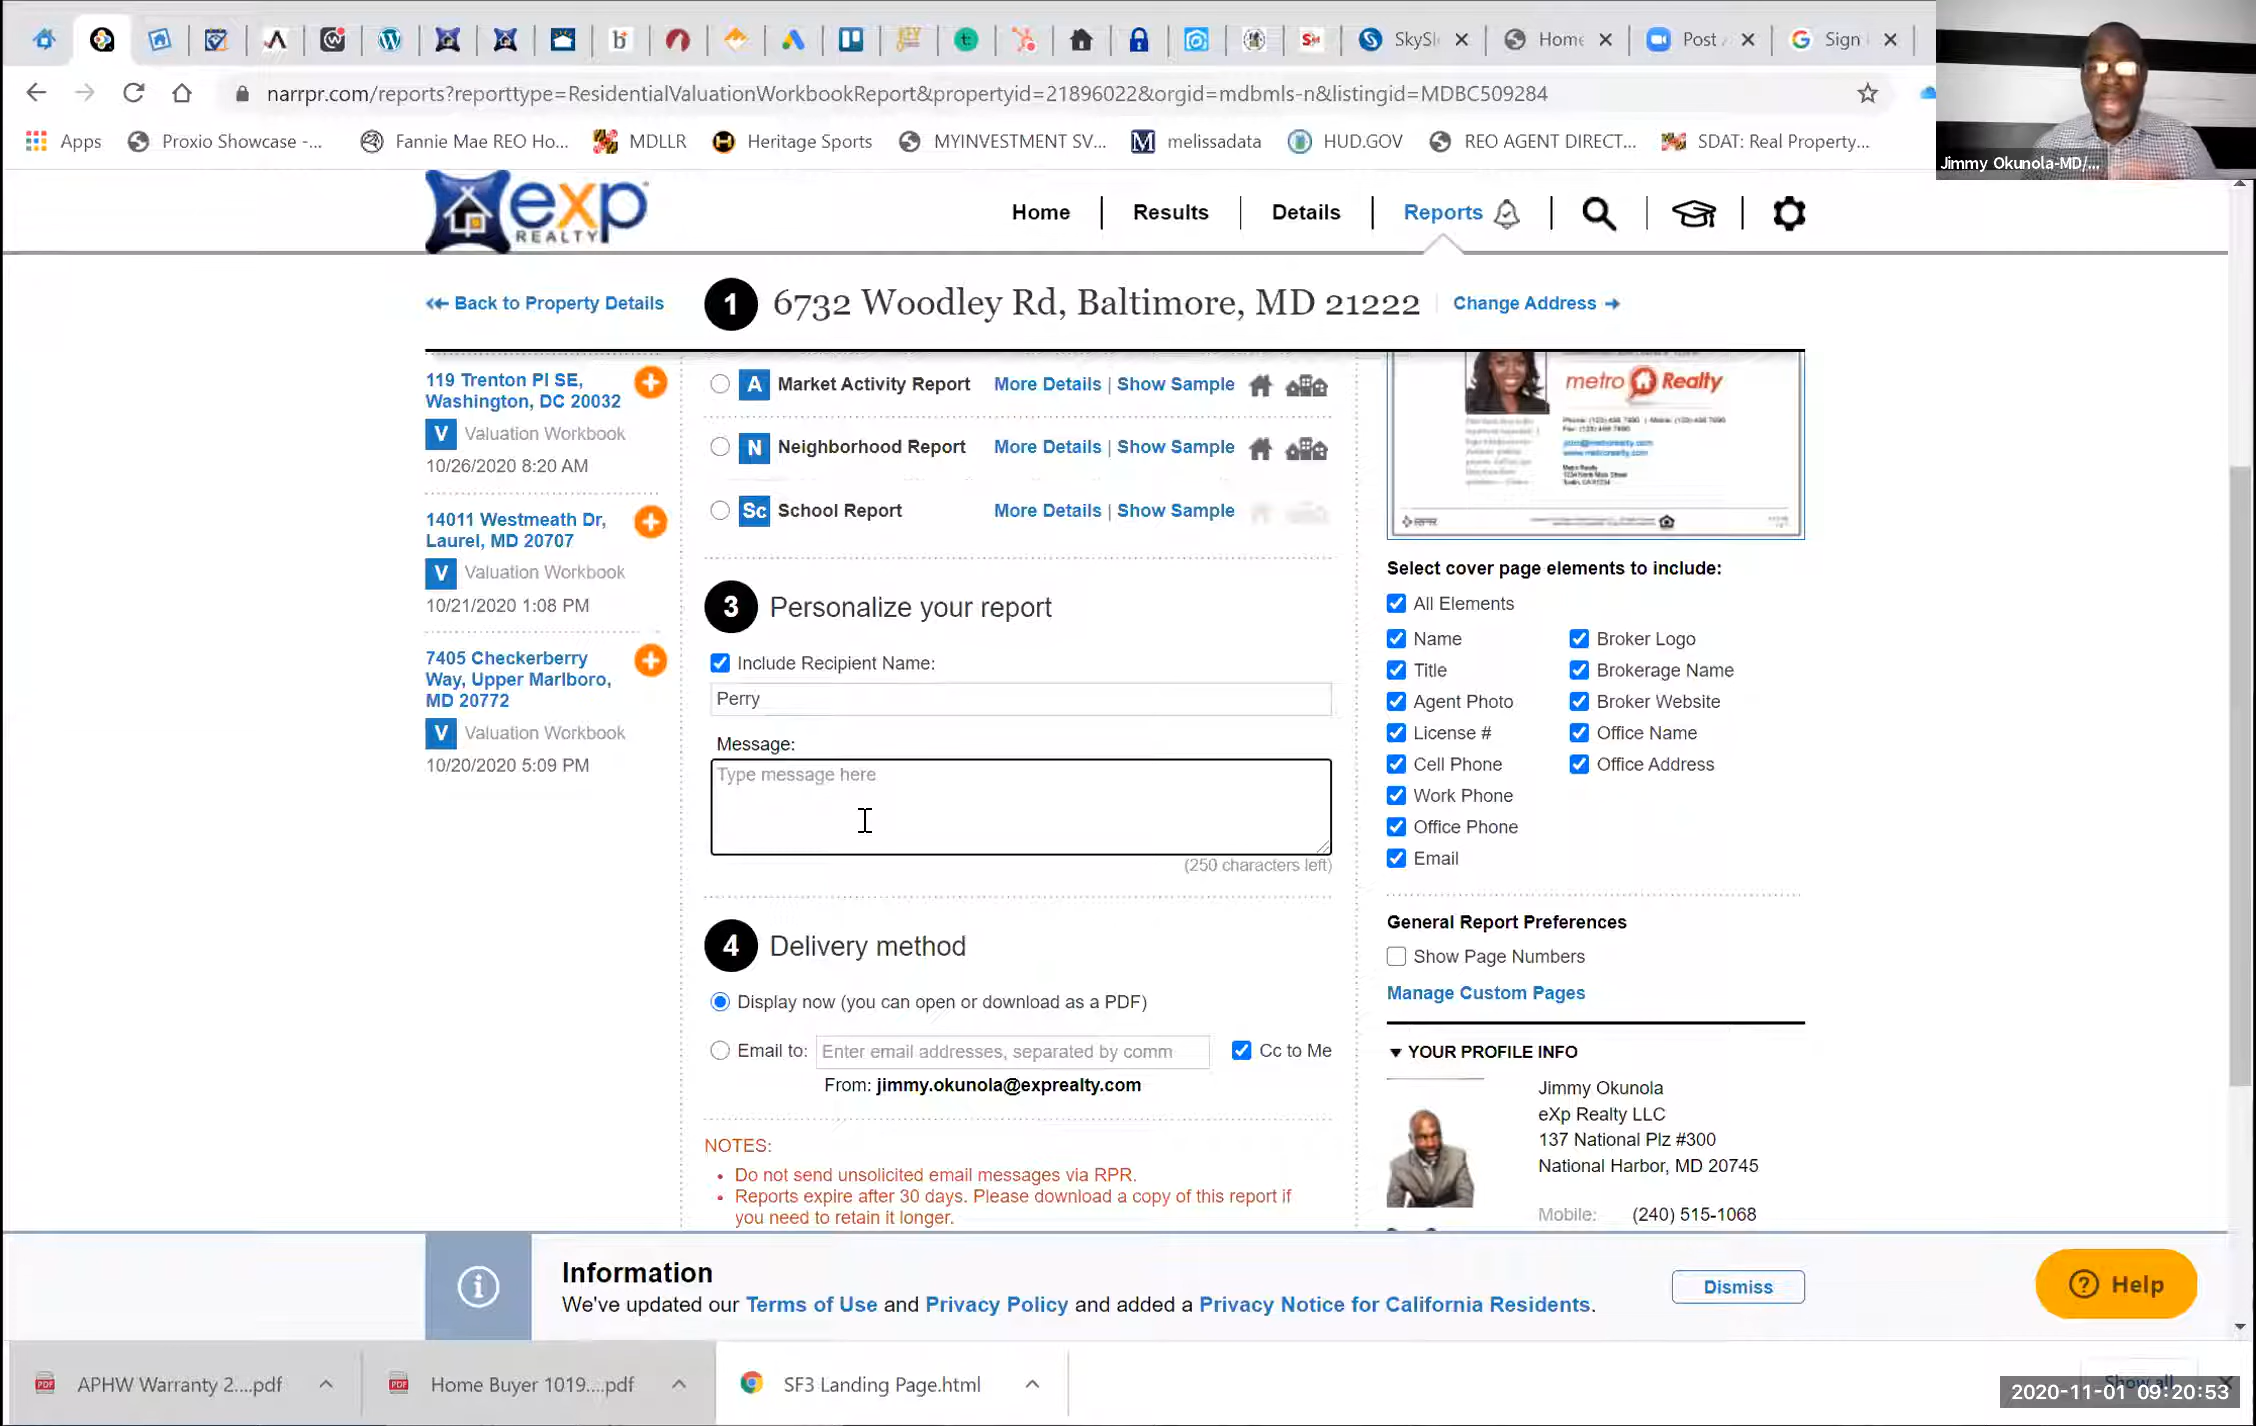 SkySl
Home
Post
Sign
narrpr.com/reports?reporttype=ResidentialValuationWorkbookReport&propertyid=21896022&orgid=mdbmls-n&listingid=MDBC509284
Apps
Proxio Showcase -...
Fannie Mae REO Ho...
MDLLR
Heritage Sports
MYINVESTMENT SV...
melissadata
HUD.GOV
REO AGENT DIRECT...
SDAT: Real Property...
Jimmy Okunola-MD/...
exp
REALTY
Home
Results
Details
Reports
Back to Property Details
1 6732 Woodley Rd, Baltimore, MD 21222
Change Address
119 Trenton Pl SE,
Washington, DC 20032
V Valuation Workbook
10/26/2020 8:20 AM
14011 Westmeath Dr,
Laurel, MD 20707
V Valuation Workbook
10/21/2020 1:08 PM
7405 Checkerberry
Way, Upper Marlboro,
MD 20772
V Valuation Workbook
10/20/2020 5:09 PM
A Market Activity Report More Details | Show Sample
N Neighborhood Report More Details | Show Sample
Sc School Report More Details | Show Sample
3 Personalize your report
Include Recipient Name:
Perry
Message:
Type message here
(250 characters left)
4 Delivery method
Display now (you can open or download as a PDF)
Email to: Enter email addresses, separated by comm Cc to Me
From: jimmy.okunola@exprealty.com
NOTES:
• Do not send unsolicited email messages via RPR.
• Reports expire after 30 days. Please download a copy of this report if
you need to retain it longer.
metro Realty
Select cover page elements to include:
All Elements
Name
Title
Agent Photo
License #
Cell Phone
Work Phone
Office Phone
Email
Broker Logo
Brokerage Name
Broker Website
Office Name
Office Address
General Report Preferences
Show Page Numbers
Manage Custom Pages
YOUR PROFILE INFO
Jimmy Okunola
eXp Realty LLC
137 National Plz #300
National Harbor, MD 20745
Mobile: (240) 515-1068
Information
We've updated our Terms of Use and Privacy Policy and added a Privacy Notice for California Residents.
Dismiss
Help
APHW Warranty 2....pdf
Home Buyer 1019....pdf
SF3 Landing Page.html
Show all
2020-11-01 09:20:53